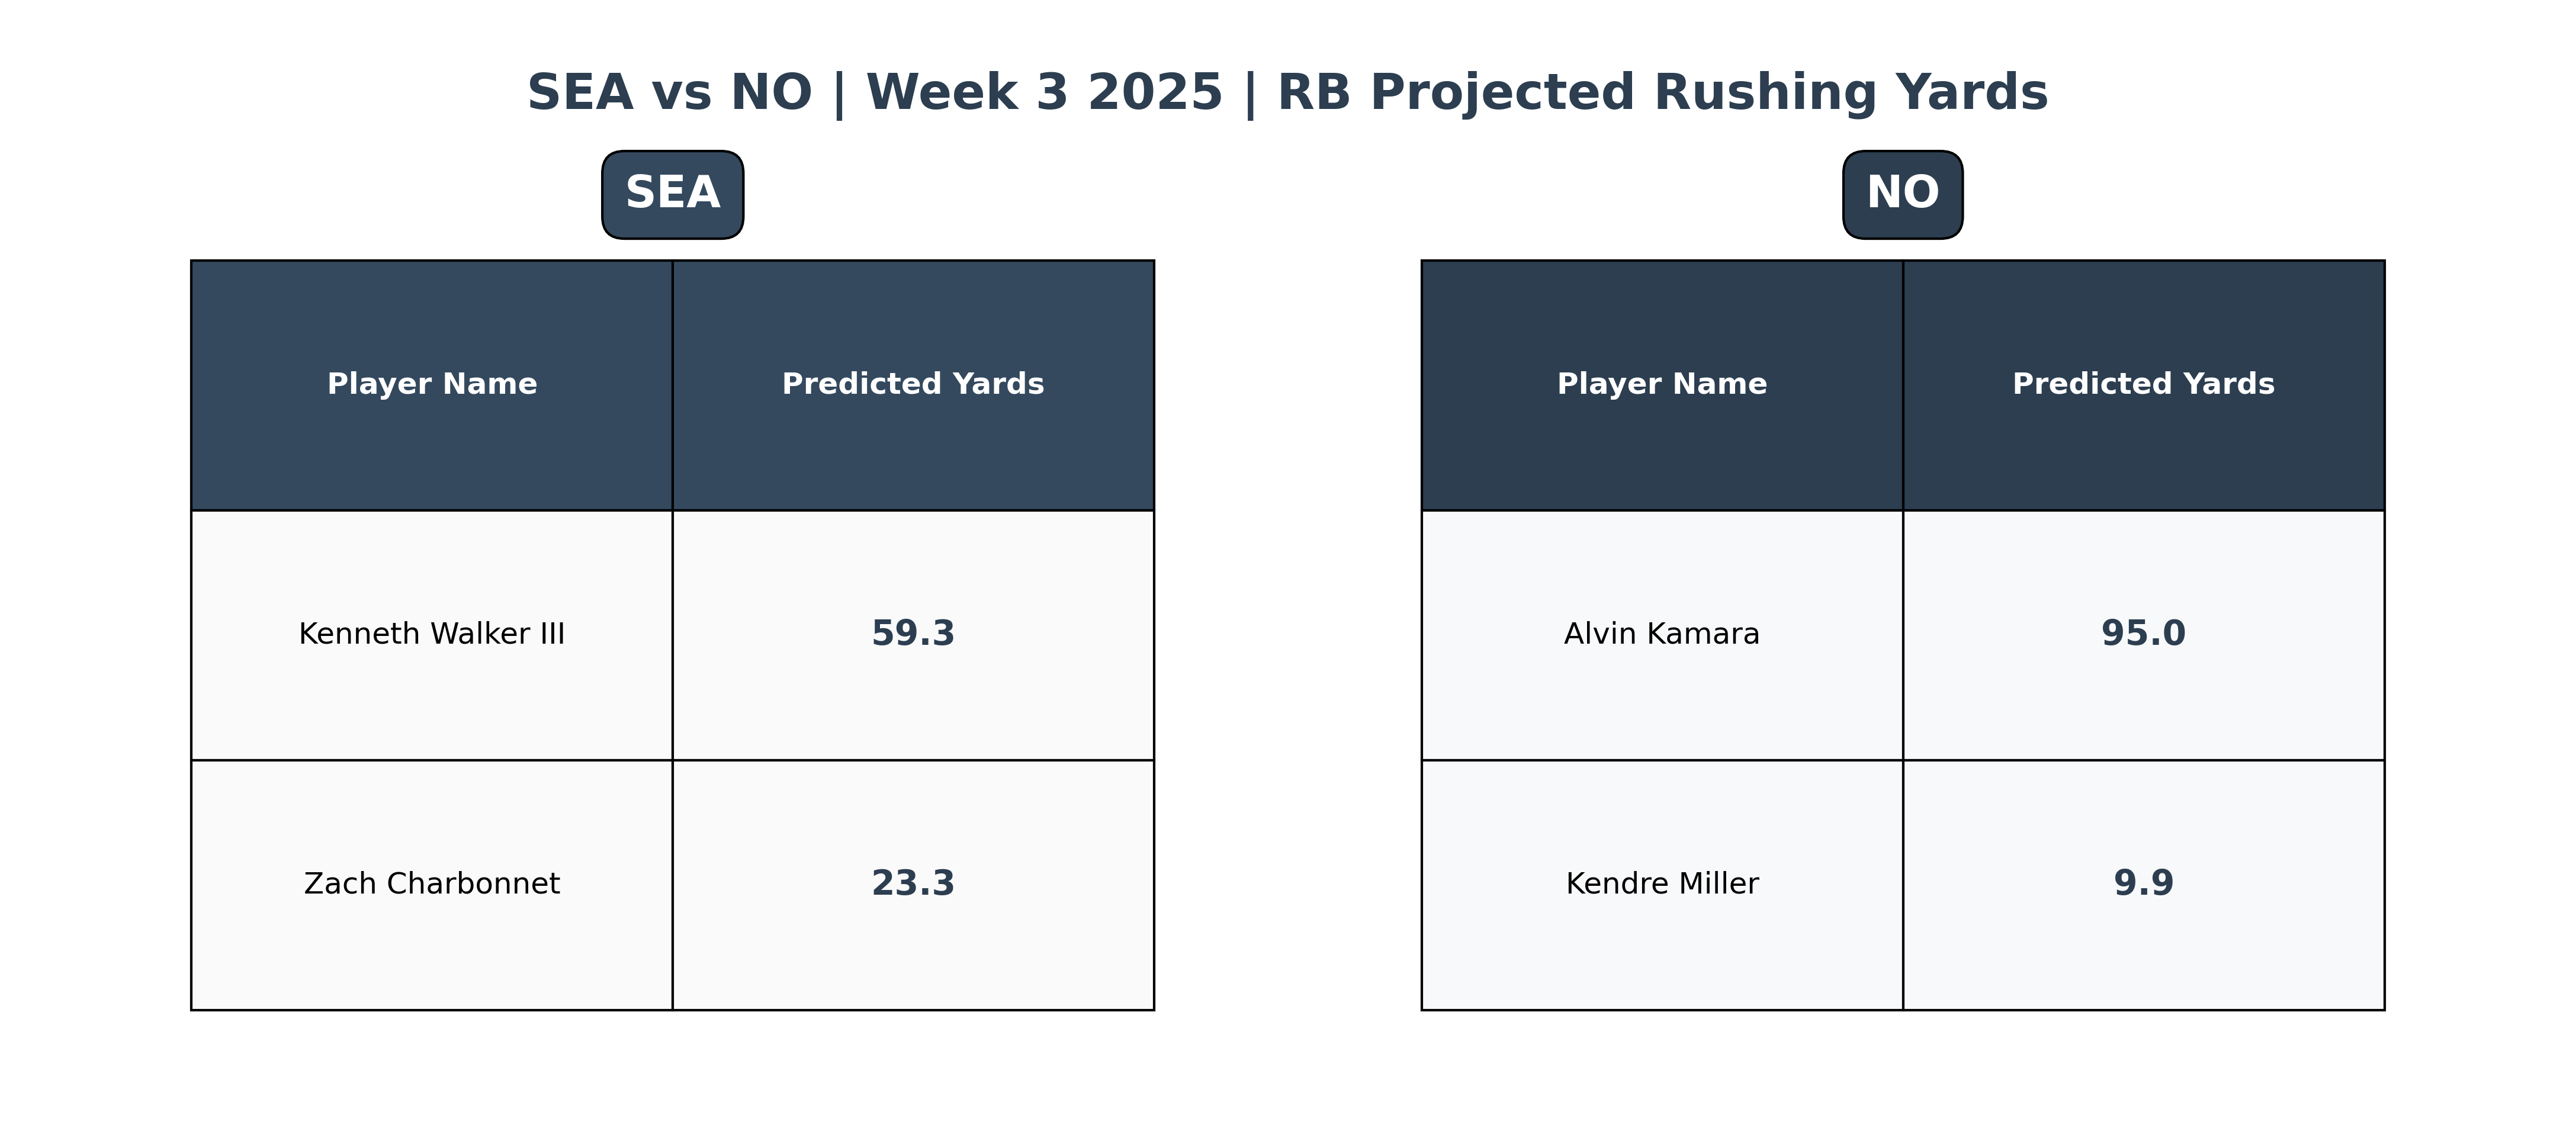 SEA vs NO | Week 3 2025 | RB Projected Rushing Yards
SEA
Player Name Predicted Yards
Kenneth Walker III 59.3
Zach Charbonnet 23.3
NO
Player Name Predicted Yards
Alvin Kamara 95.0
Kendre Miller 9.9